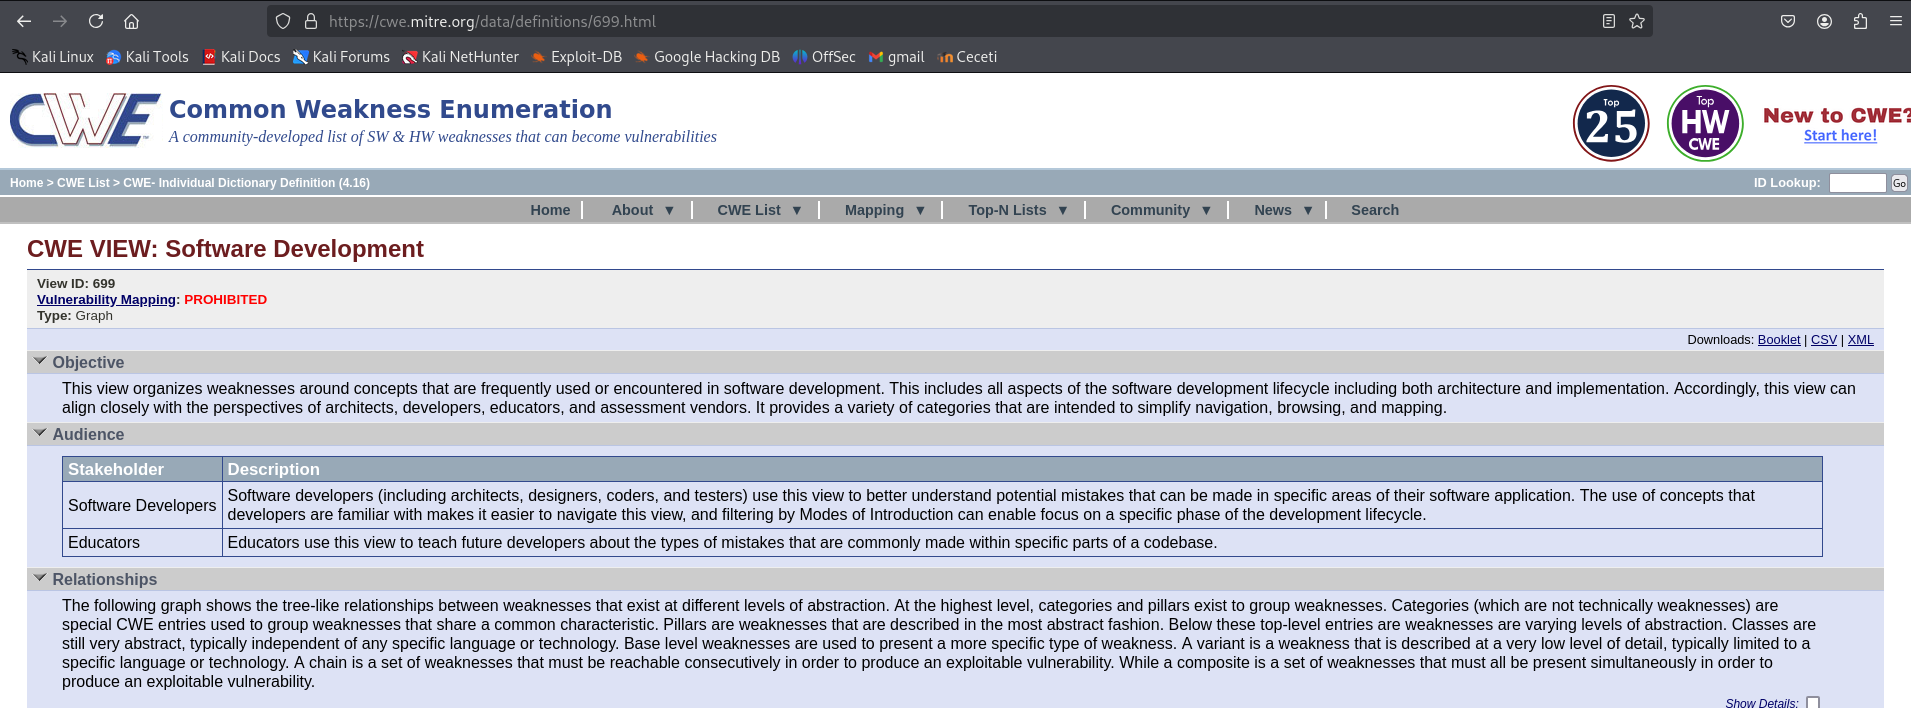 https://cwe.mitre.org/data/definitions/699.html
Kali Linux Kali Tools Kali Docs Kali Forums Kali NetHunter Exploit-DB Google Hacking DB OffSec gmail Ceceti
CWE Common Weakness Enumeration
A community-developed list of SW & HW weaknesses that can become vulnerabilities
Top 25
Top HW CWE
New to CWE?
Start here!
Home > CWE List > CWE- Individual Dictionary Definition (4.16)
ID Lookup: Go
Home About ▼ CWE List ▼ Mapping ▼ Top-N Lists ▼ Community ▼ News ▼ Search
CWE VIEW: Software Development
View ID: 699
Vulnerability Mapping: PROHIBITED
Type: Graph
Downloads: Booklet | CSV | XML
Objective
This view organizes weaknesses around concepts that are frequently used or encountered in software development. This includes all aspects of the software development lifecycle including both architecture and implementation. Accordingly, this view can
align closely with the perspectives of architects, developers, educators, and assessment vendors. It provides a variety of categories that are intended to simplify navigation, browsing, and mapping.
Audience
Stakeholder Description
Software Developers Software developers (including architects, designers, coders, and testers) use this view to better understand potential mistakes that can be made in specific areas of their software application. The use of concepts that
developers are familiar with makes it easier to navigate this view, and filtering by Modes of Introduction can enable focus on a specific phase of the development lifecycle.
Educators Educators use this view to teach future developers about the types of mistakes that are commonly made within specific parts of a codebase.
Relationships
The following graph shows the tree-like relationships between weaknesses that exist at different levels of abstraction. At the highest level, categories and pillars exist to group weaknesses. Categories (which are not technically weaknesses) are
special CWE entries used to group weaknesses that share a common characteristic. Pillars are weaknesses that are described in the most abstract fashion. Below these top-level entries are weaknesses are varying levels of abstraction. Classes are
still very abstract, typically independent of any specific language or technology. Base level weaknesses are used to present a more specific type of weakness. A variant is a weakness that is described at a very low level of detail, typically limited to a
specific language or technology. A chain is a set of weaknesses that must be reachable consecutively in order to produce an exploitable vulnerability. While a composite is a set of weaknesses that must all be present simultaneously in order to
produce an exploitable vulnerability.
Show Details: